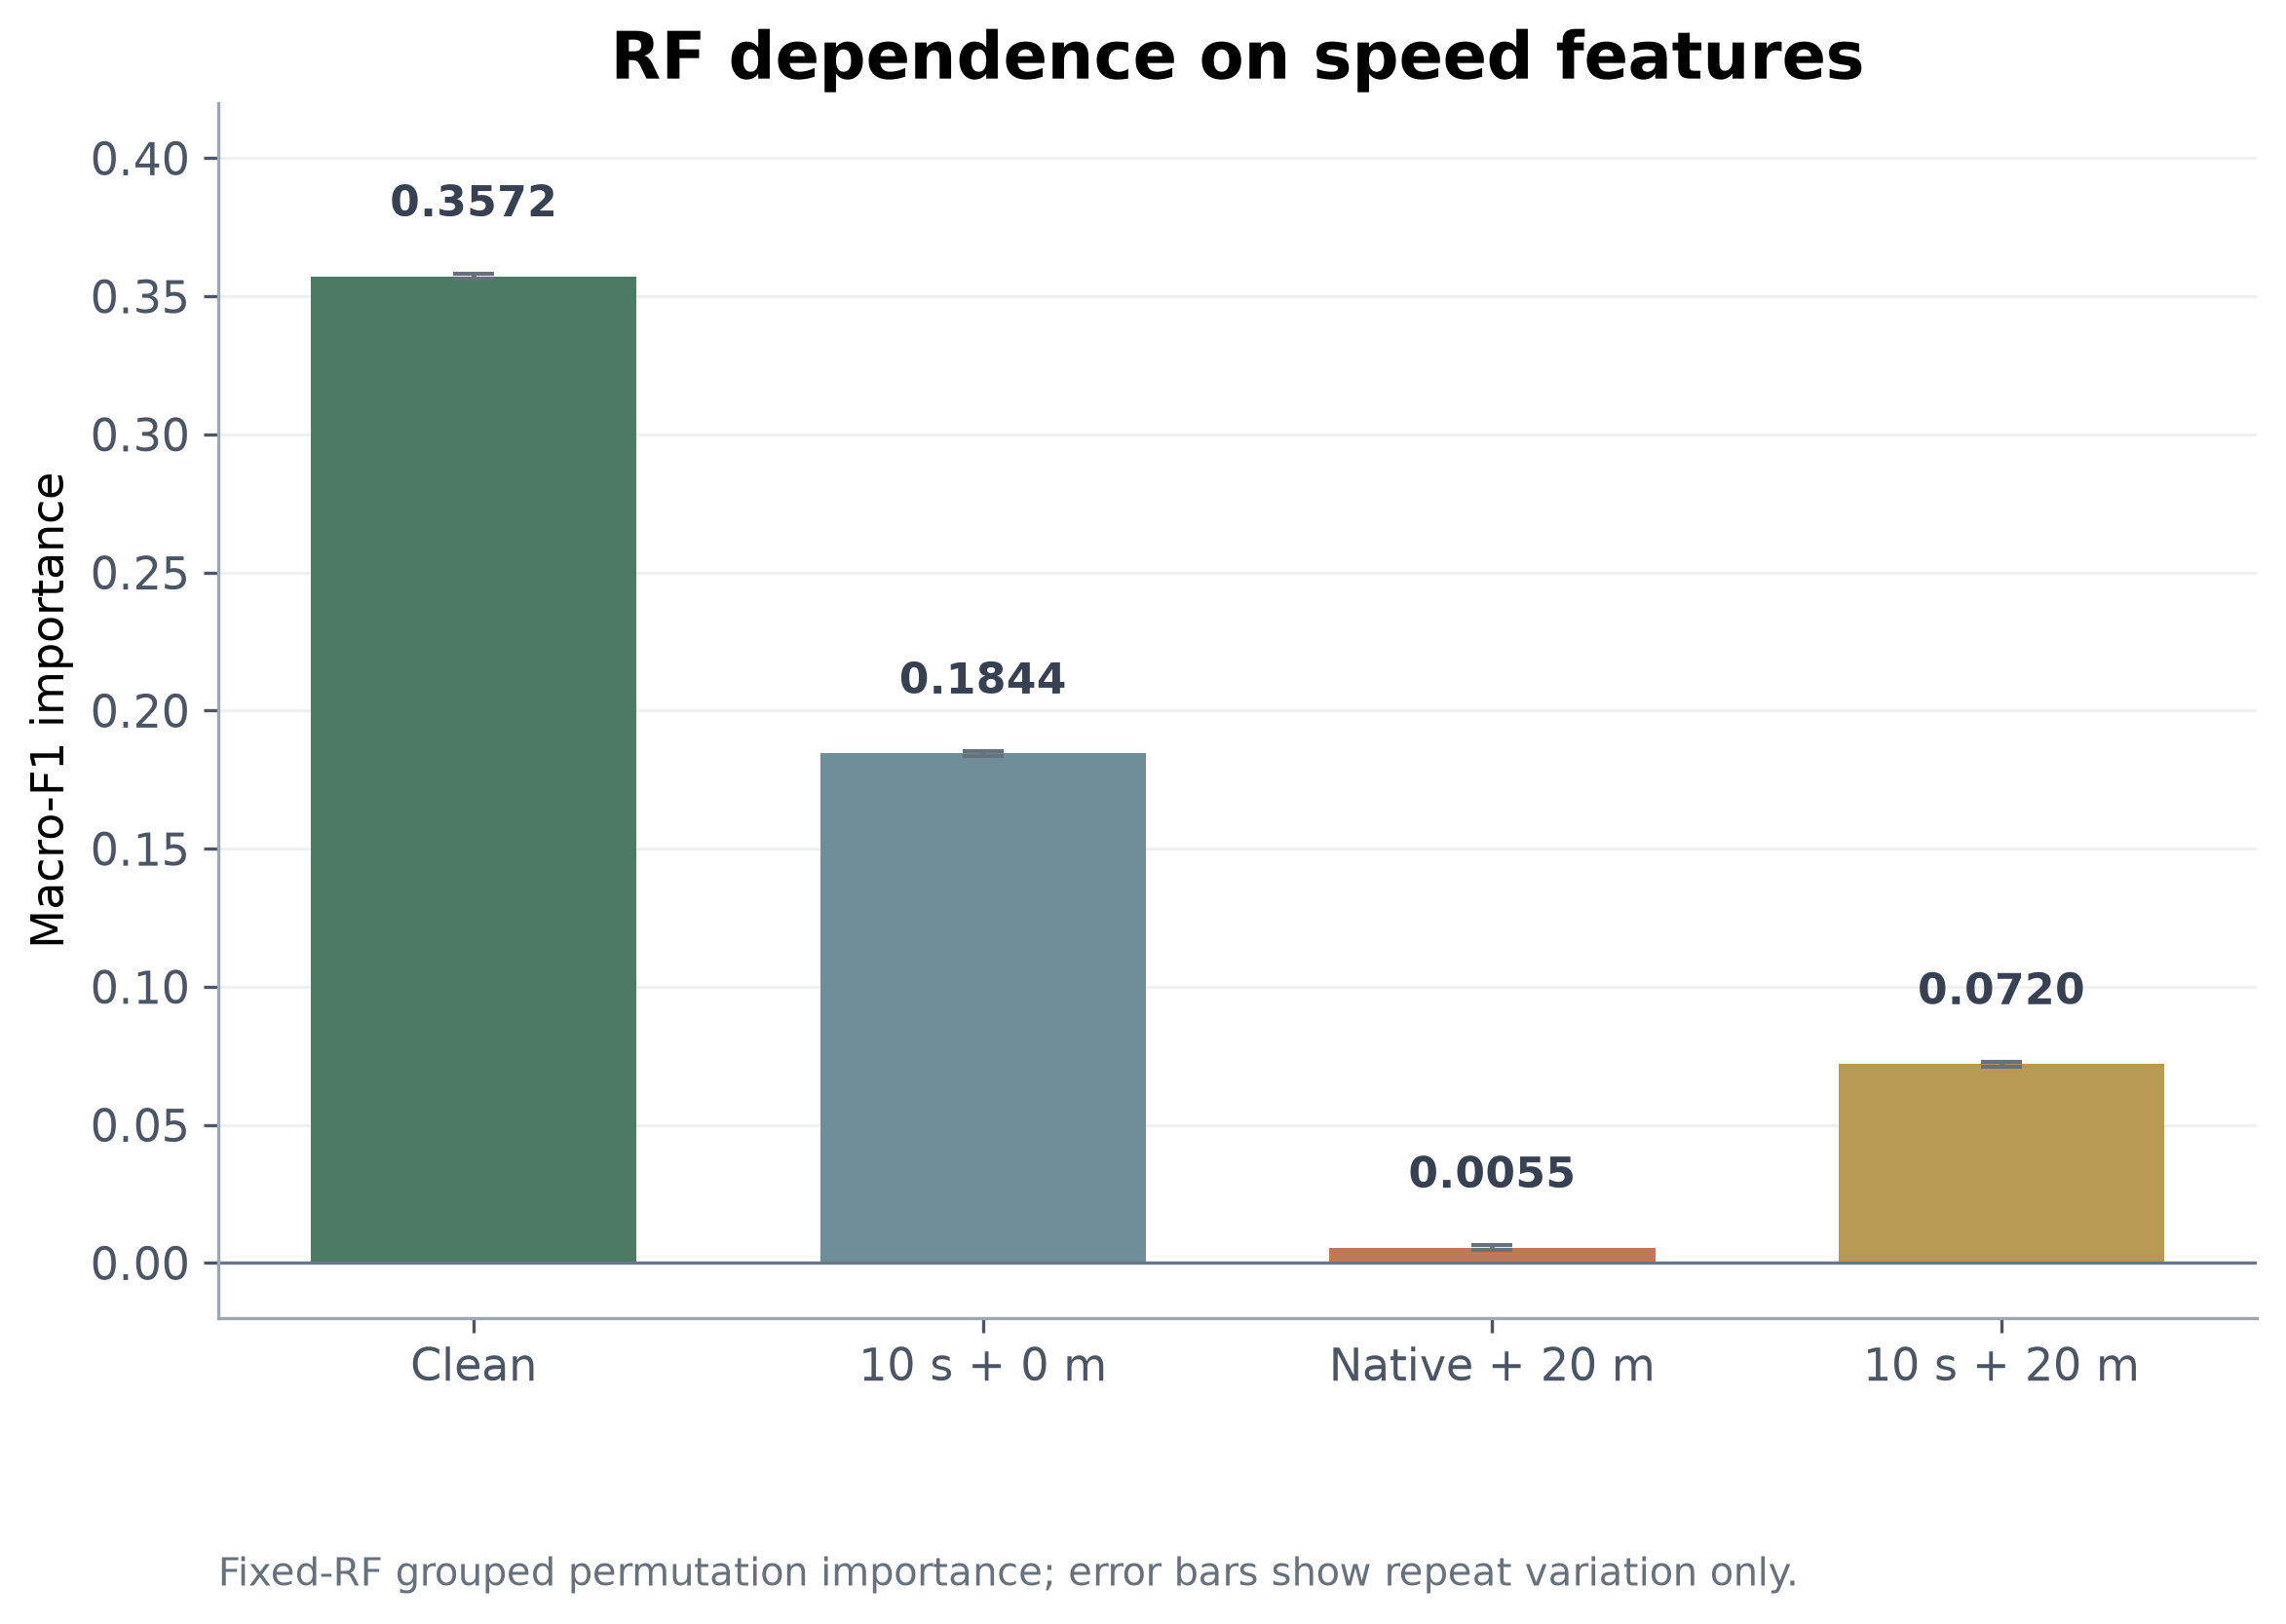 RF dependence on speed features
Macro-F1 importance
0.40
0.35
0.30
0.25
0.20
0.15
0.10
0.05
0.00
0.3572
0.1844
0.0055
0.0720
Clean
10 s + 0 m
Native + 20 m
10 s + 20 m
Fixed-RF grouped permutation importance; error bars show repeat variation only.